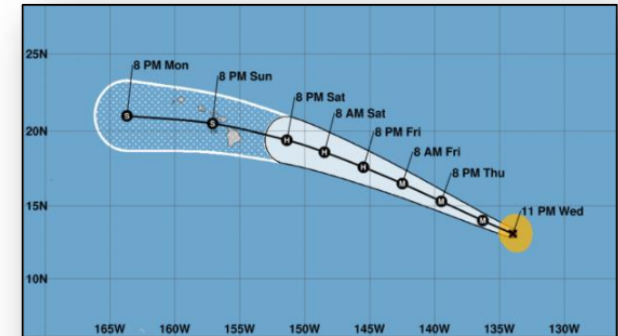 25N
8 PM Mon
8 PM Sun
8 PM Sat
20N
S
S
8 AM Sat
H
H
8 PM Fri
H
8 AM Fri
M
8 PM Thu
M
15N
M
11 PM Wed
10N
165W 160W 155W 150W 145W 140W 135W 130W